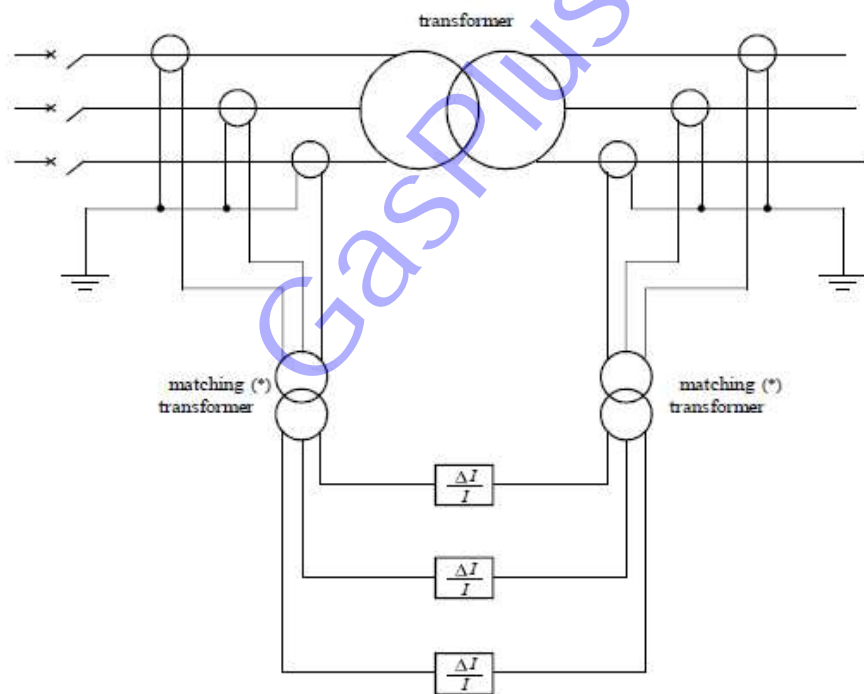 transformer
GasPlus
matching (*)
transformer
matching (*)
transformer
ΔI
I
ΔI
I
ΔI
I